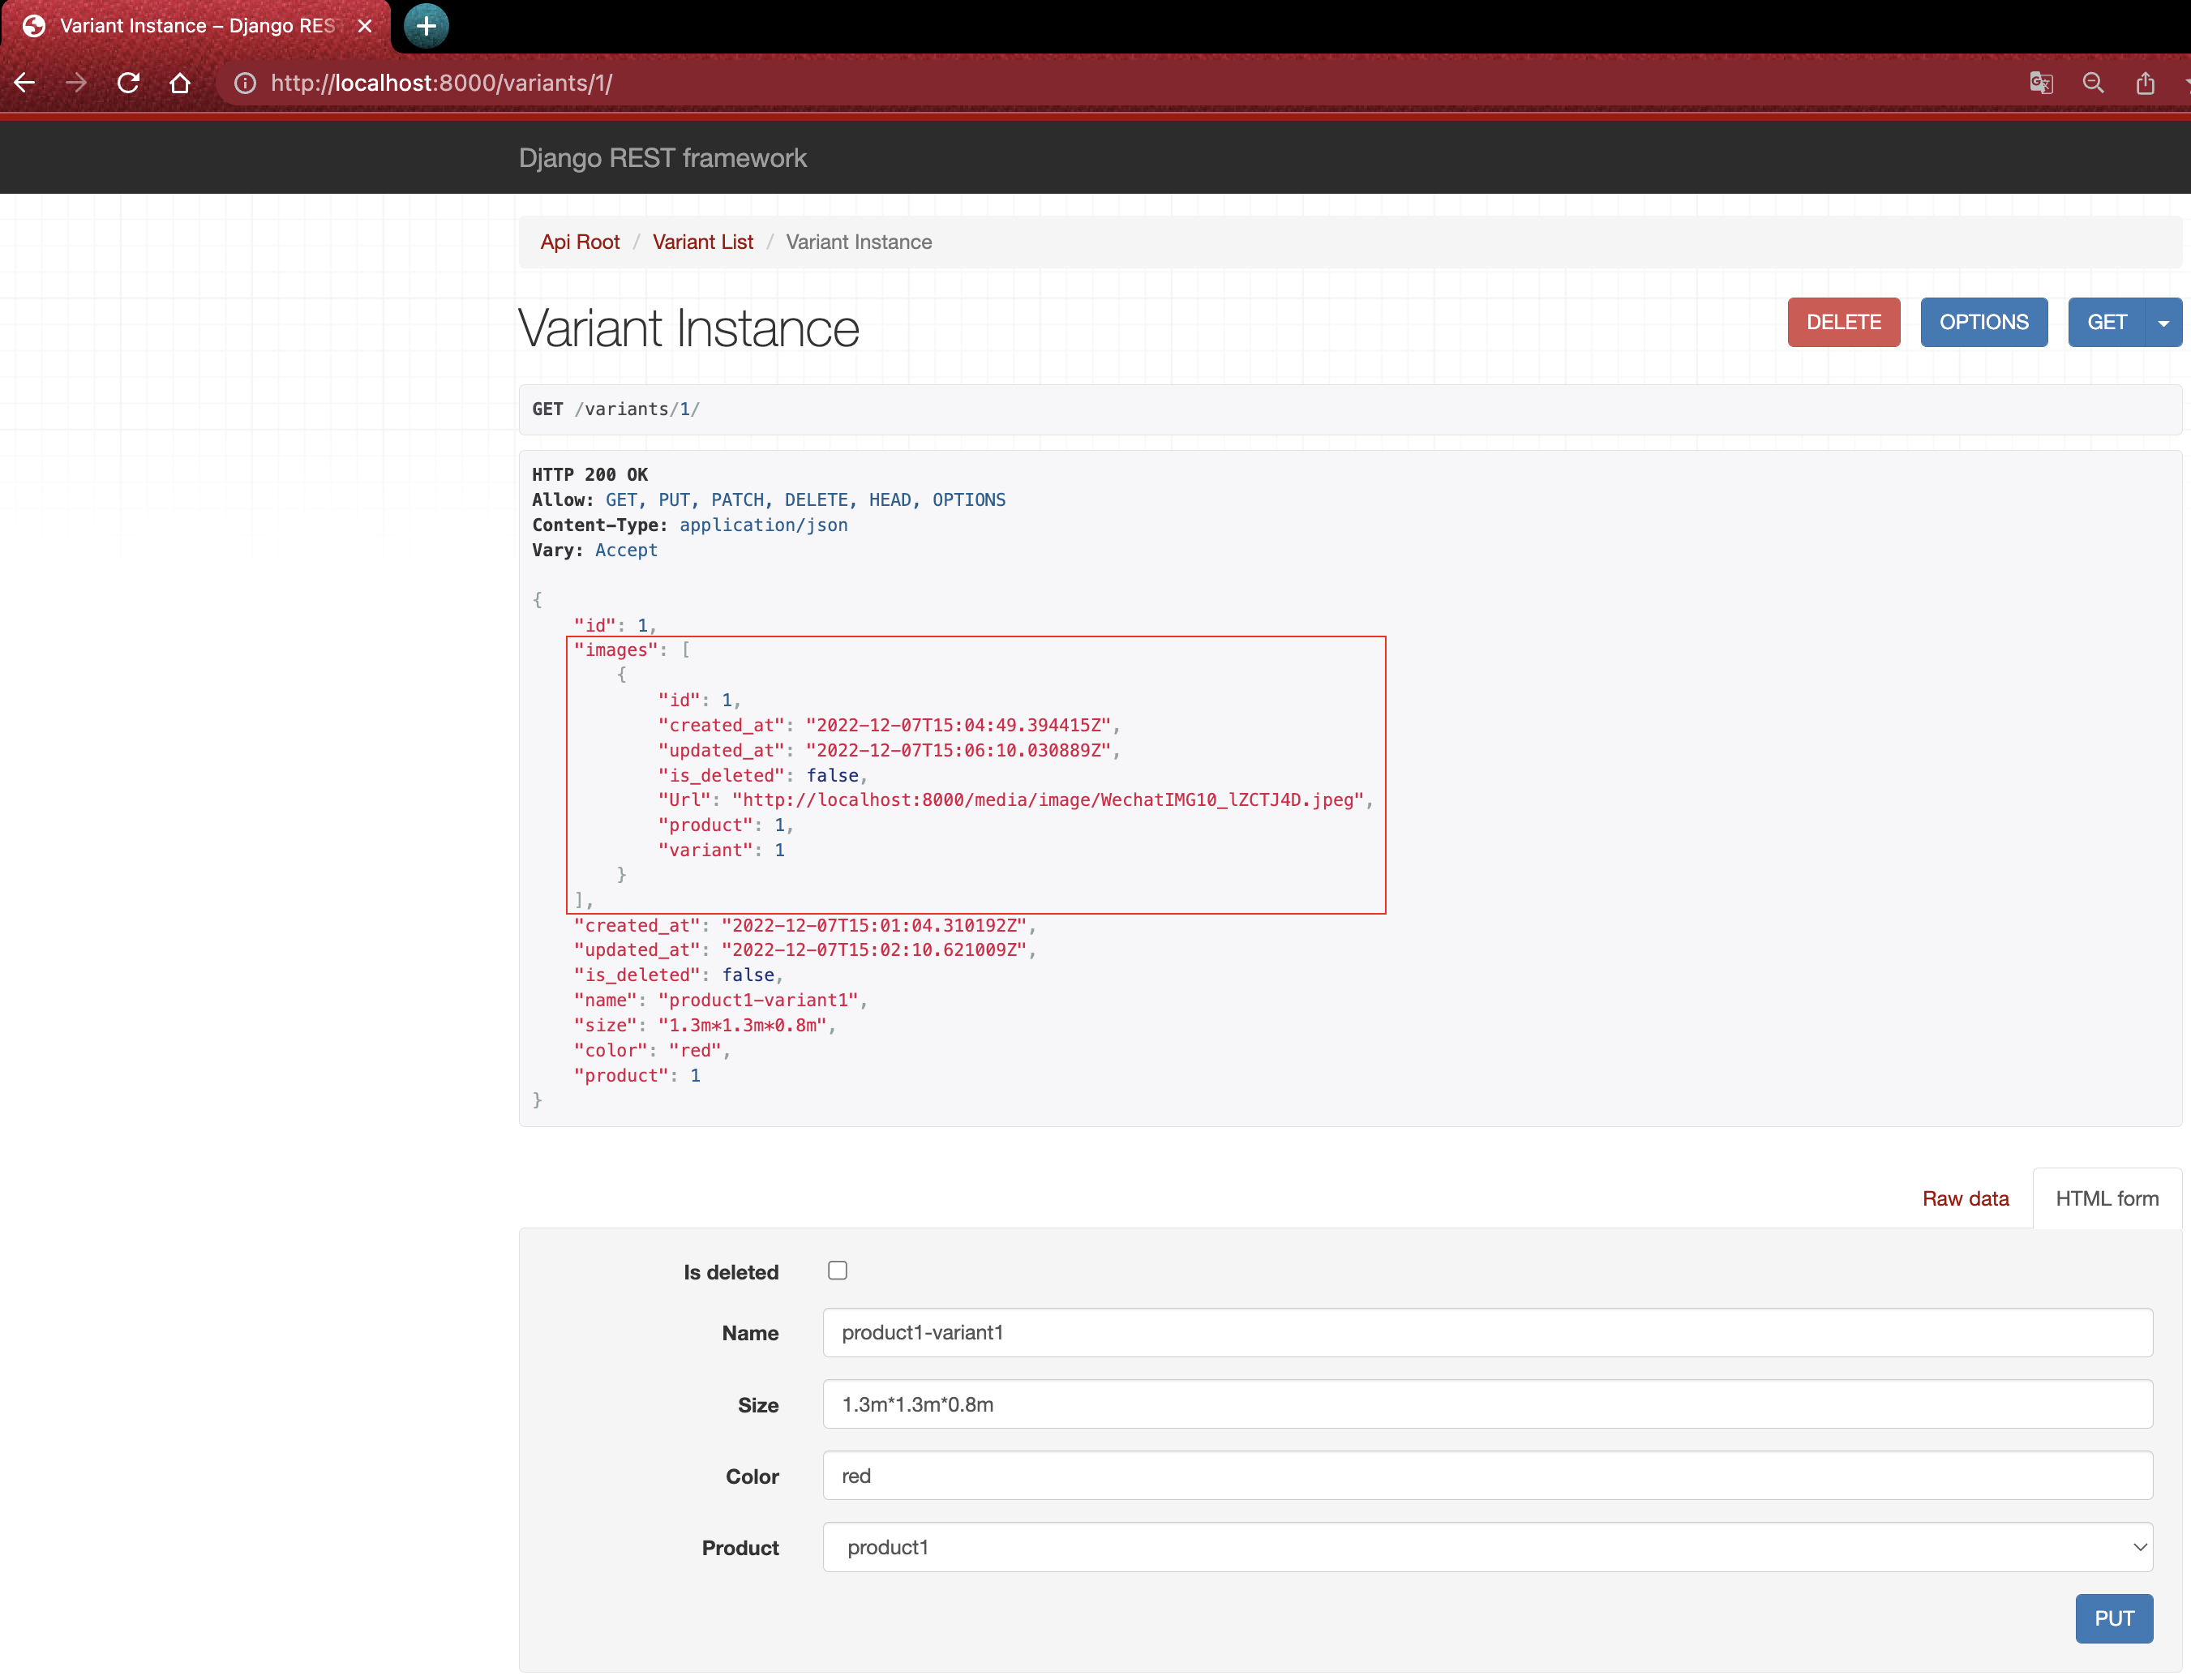 Variant Instance – Django RES
http://localhost:8000/variants/1/
Django REST framework
Api Root / Variant List / Variant Instance
Variant Instance
DELETE
OPTIONS
GET
GET /variants/1/
HTTP 200 OK
Allow: GET, PUT, PATCH, DELETE, HEAD, OPTIONS
Content-Type: application/json
Vary: Accept
{
"id": 1,
"images": [
{
"id": 1,
"created_at": "2022-12-07T15:04:49.394415Z",
"updated_at": "2022-12-07T15:06:10.030889Z",
"is_deleted": false,
"Url": "http://localhost:8000/media/image/WechatIMG10_lZCTJ4D.jpeg",
"product": 1,
"variant": 1
}
],
"created_at": "2022-12-07T15:01:04.310192Z",
"updated_at": "2022-12-07T15:02:10.621009Z",
"is_deleted": false,
"name": "product1-variant1",
"size": "1.3m*1.3m*0.8m",
"color": "red",
"product": 1
}
Raw data
HTML form
Is deleted
Name
product1-variant1
Size
1.3m*1.3m*0.8m
Color
red
Product
product1
PUT